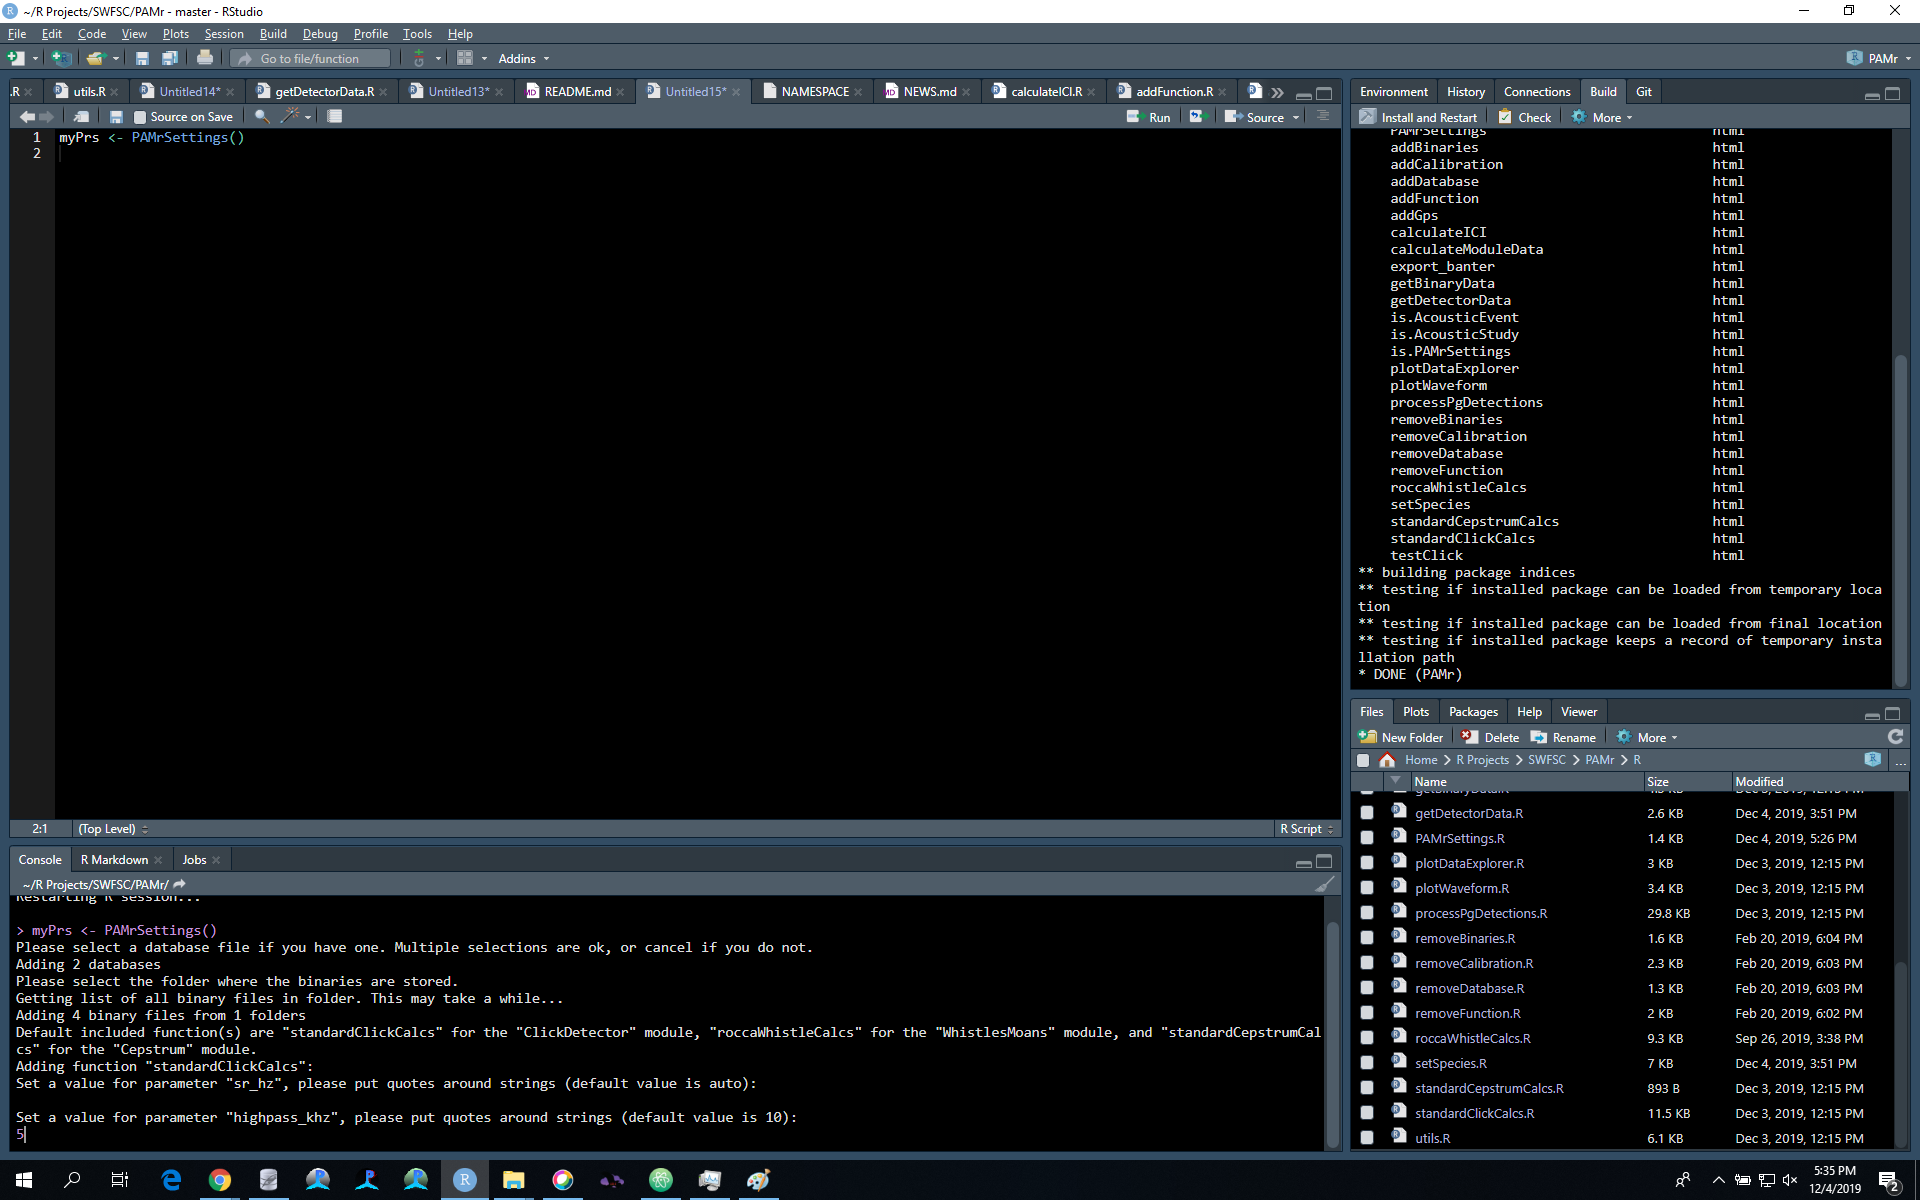 ~/R Projects/SWFSC/PAMr - master - RStudio
File Edit Code View Plots Session Build Debug Profile Tools Help
Go to file/function Addins PAMr
.R utils.R Untitled14* getDetectorData.R Untitled13* README.md Untitled15* NAMESPACE NEWS.md calculateICI.R addFunction.R
Source on Save Run Source
1 myPrs <- PAMrSettings()
2
2:1 (Top Level) R Script
Console R Markdown Jobs
~/R Projects/SWFSC/PAMr/
Restarting R session...
> myPrs <- PAMrSettings()
Please select a database file if you have one. Multiple selections are ok, or cancel if you do not.
Adding 2 databases
Please select the folder where the binaries are stored.
Getting list of all binary files in folder. This may take a while...
Adding 4 binary files from 1 folders
Default included function(s) are "standardClickCalcs" for the "ClickDetector" module, "roccaWhistleCalcs" for the "WhistlesMoans" module, and "standardCepstrumCal
cs" for the "Cepstrum" module.
Adding function "standardClickCalcs":
Set a value for parameter "sr_hz", please put quotes around strings (default value is auto):
Set a value for parameter "highpass_khz", please put quotes around strings (default value is 10):
5
Environment History Connections Build Git
Install and Restart Check More
PAMrSettings html
addBinaries html
addCalibration html
addDatabase html
addFunction html
addGps html
calculateICI html
calculateModuleData html
export_banter html
getBinaryData html
getDetectorData html
is.AcousticEvent html
is.AcousticStudy html
is.PAMrSettings html
plotDataExplorer html
plotWaveform html
processPgDetections html
removeBinaries html
removeCalibration html
removeDatabase html
removeFunction html
roccaWhistleCalcs html
setSpecies html
standardCepstrumCalcs html
standardClickCalcs html
testClick html
** building package indices
** testing if installed package can be loaded from temporary loca
tion
** testing if installed package can be loaded from final location
** testing if installed package keeps a record of temporary insta
llation path
* DONE (PAMr)
Files Plots Packages Help Viewer
New Folder Delete Rename More
Home R Projects SWFSC PAMr R ...
Name Size Modified
getBinaryData.R Dec 3, 2019, 12:15 PM
getDetectorData.R 2.6 KB Dec 4, 2019, 3:51 PM
PAMrSettings.R 1.4 KB Dec 4, 2019, 5:26 PM
plotDataExplorer.R 3 KB Dec 3, 2019, 12:15 PM
plotWaveform.R 3.4 KB Dec 3, 2019, 12:15 PM
processPgDetections.R 29.8 KB Dec 3, 2019, 12:15 PM
removeBinaries.R 1.6 KB Feb 20, 2019, 6:04 PM
removeCalibration.R 2.3 KB Feb 20, 2019, 6:03 PM
removeDatabase.R 1.3 KB Feb 20, 2019, 6:03 PM
removeFunction.R 2 KB Feb 20, 2019, 6:02 PM
roccaWhistleCalcs.R 9.3 KB Sep 26, 2019, 3:38 PM
setSpecies.R 7 KB Dec 4, 2019, 3:51 PM
standardCepstrumCalcs.R 893 B Dec 3, 2019, 12:15 PM
standardClickCalcs.R 11.5 KB Dec 3, 2019, 12:15 PM
utils.R 6.1 KB Dec 3, 2019, 12:15 PM
5:35 PM
12/4/2019
2